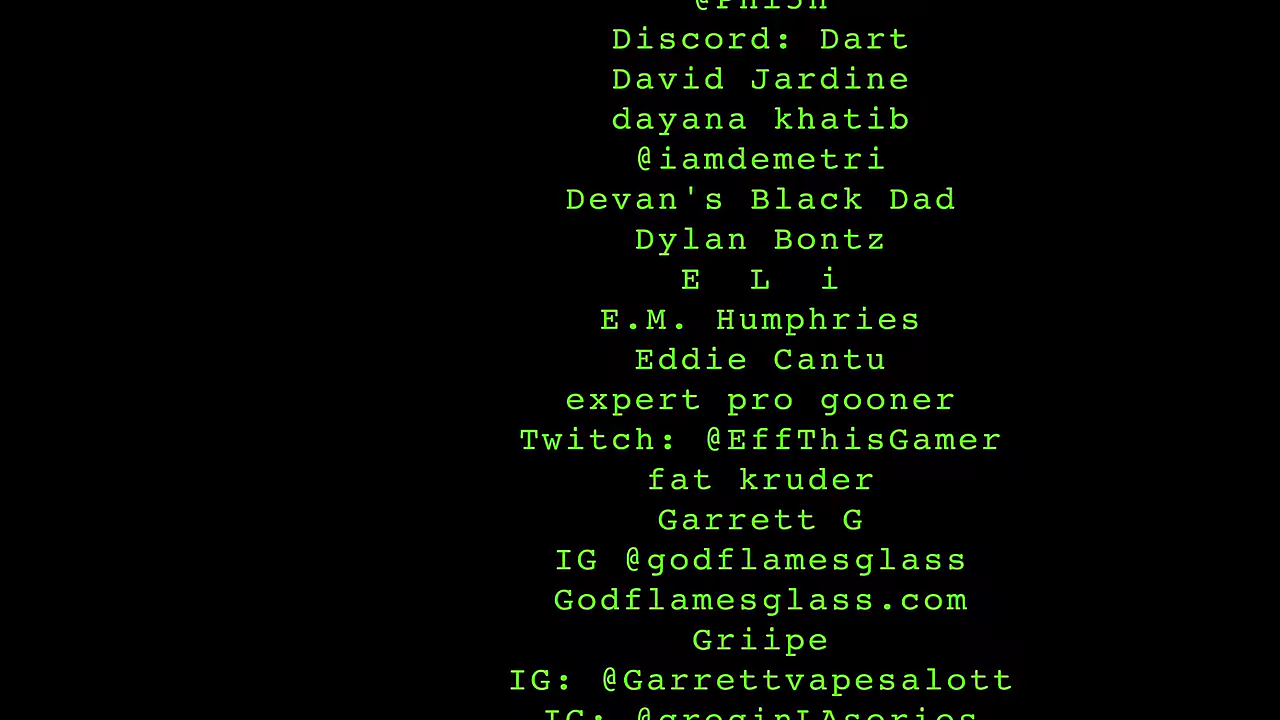 Discord: Dart
David Jardine
dayana khatib
@iamdemetri
Devan's Black Dad
Dylan Bontz
E L i
E.M. Humphries
Eddie Cantu
expert pro gooner
Twitch: @EffThisGamer
fat kruder
Garrett G
IG @godflamesglass
Godflamesglass.com
Griipe
IG: @Garrettvapesalott
IG: